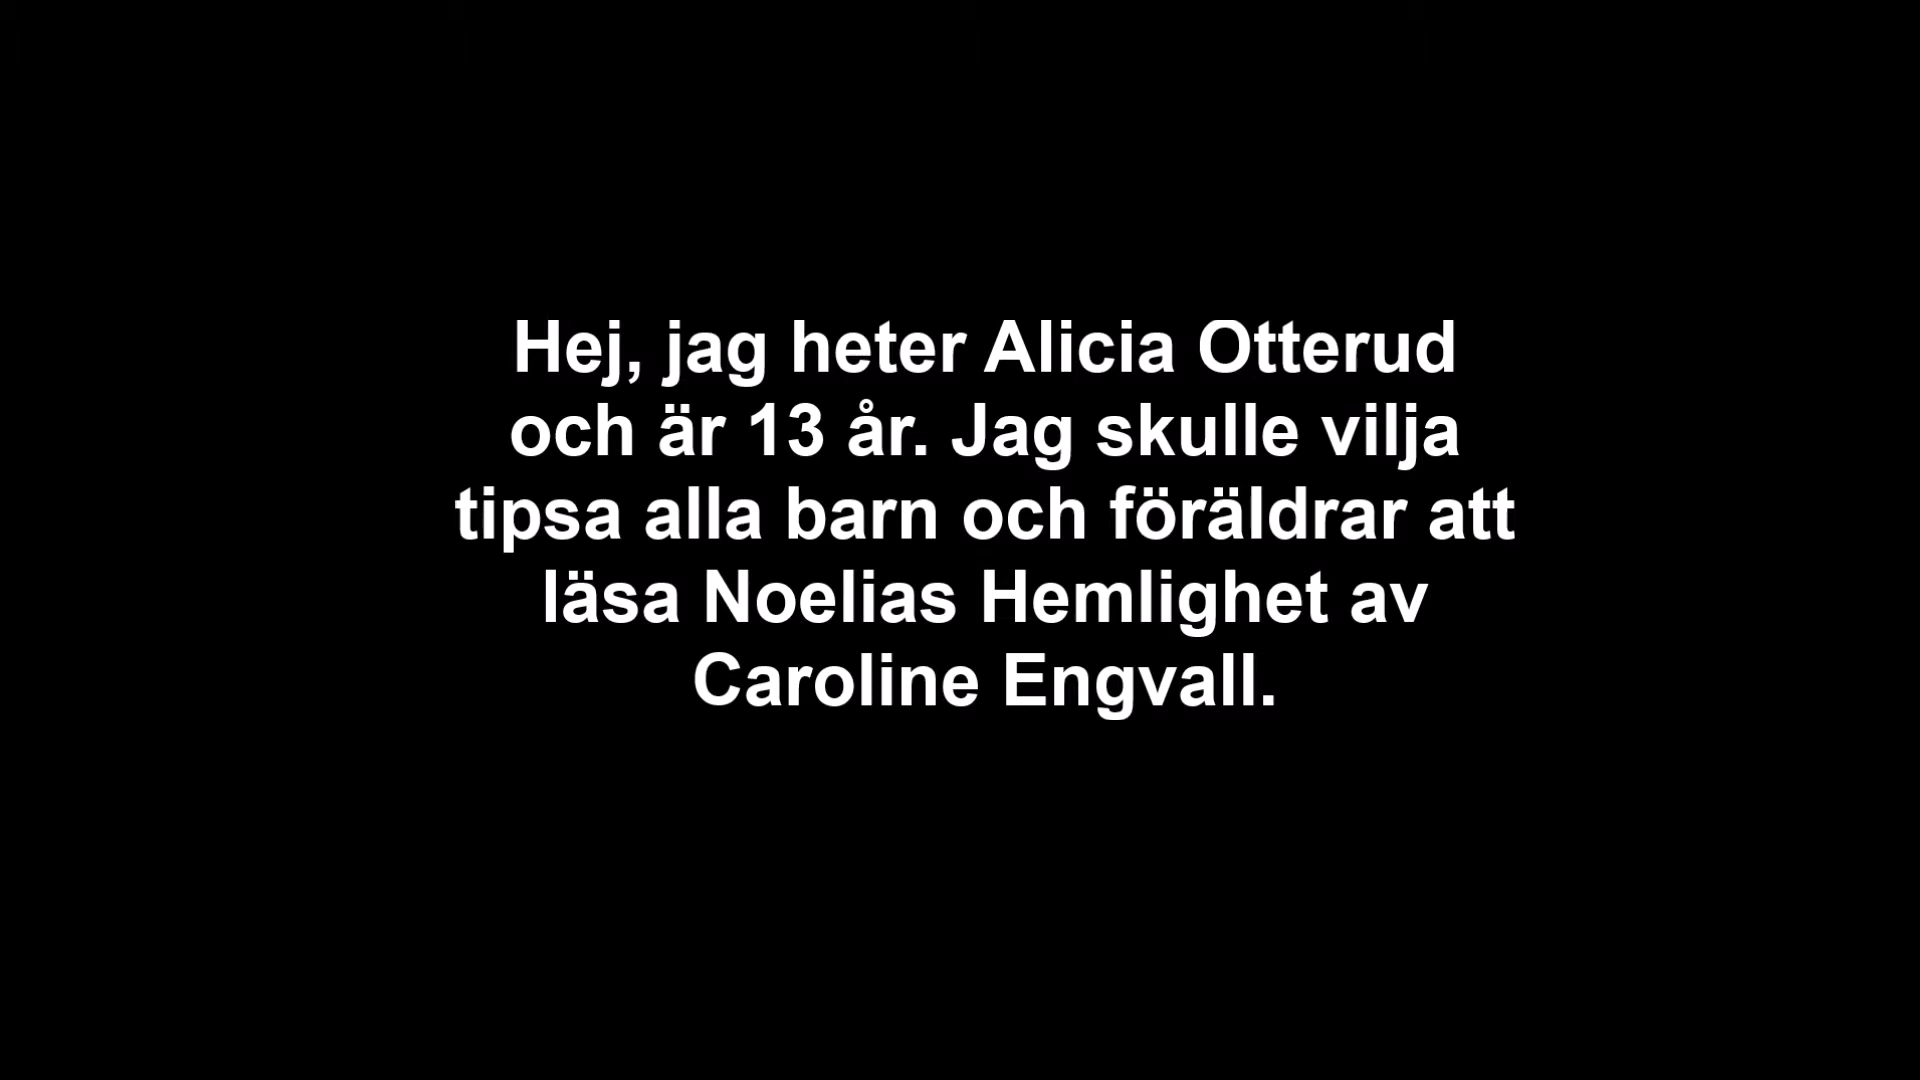 Hej, jag heter Alicia Otterud
och är 13 år. Jag skulle vilja
tipsa alla barn och föräldrar att
läsa Noelias Hemlighet av
Caroline Engvall.